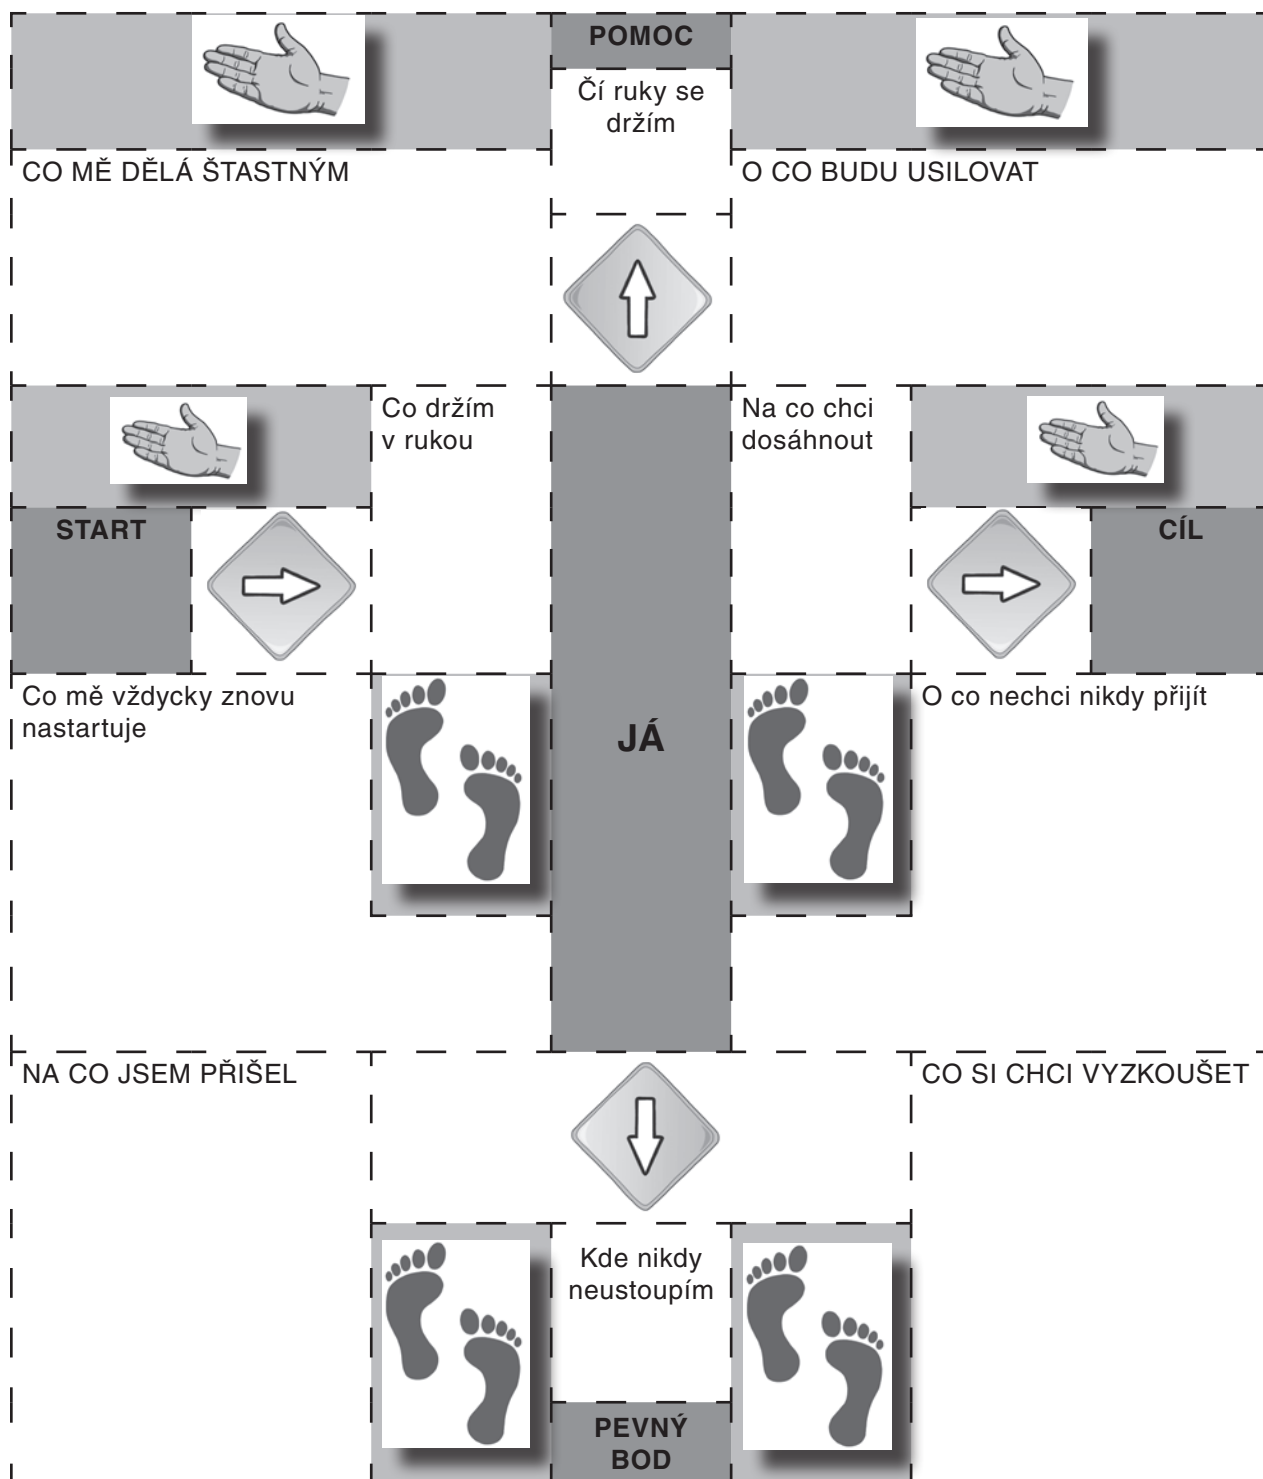 POMOC
Čí ruky se
držím
CO MĚ DĚLÁ ŠTASTNÝM
O CO BUDU USILOVAT
Co držím
v rukou
Na co chci
dosáhnout
START
CÍL
Co mě vždycky znovu
nastartuje
JÁ
O co nechci nikdy přijít
NA CO JSEM PŘIŠEL
CO SI CHCI VYZKOUŠET
Kde nikdy
neustoupím
PEVNÝ
BOD